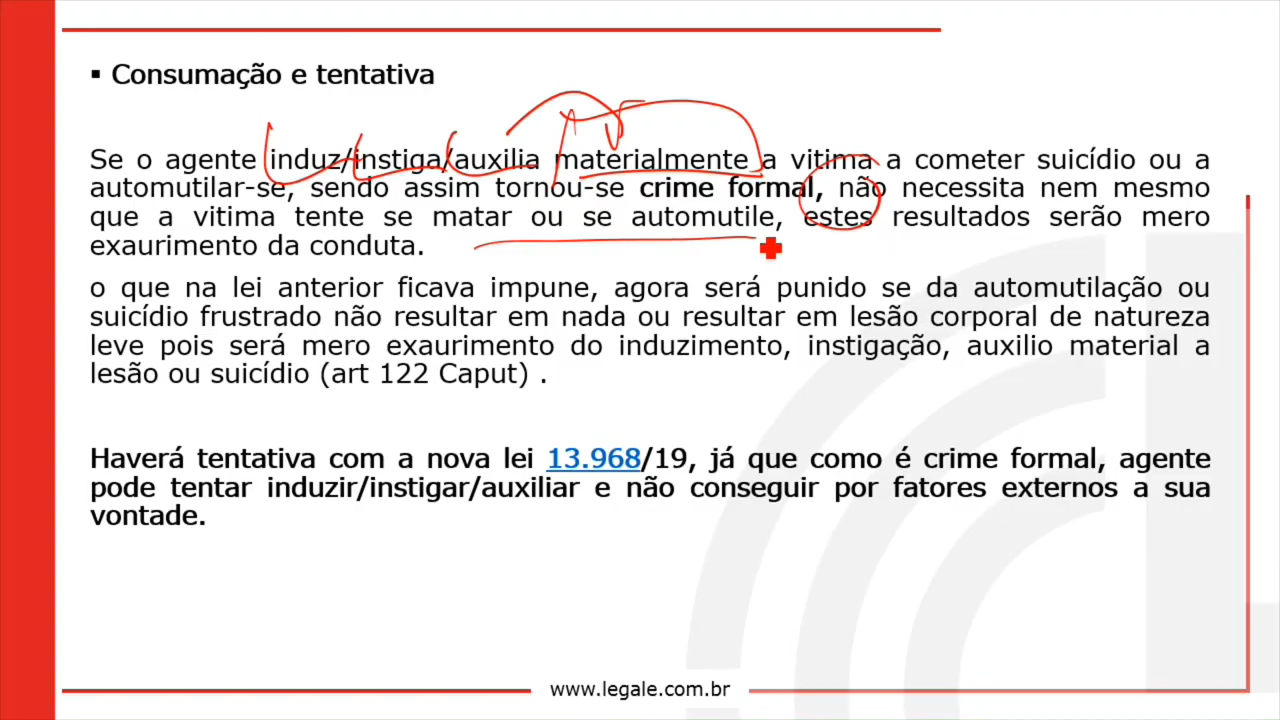 ▪ Consumação e tentativa
Se o agente induz/instiga/auxilia materialmente a vitima a cometer suicídio ou a
automutilar-se, sendo assim tornou-se crime formal, não necessita nem mesmo
que a vitima tente se matar ou se automutile, estes resultados serão mero
exaurimento da conduta.
o que na lei anterior ficava impune, agora será punido se da automutilação ou
suicídio frustrado não resultar em nada ou resultar em lesão corporal de natureza
leve pois será mero exaurimento do induzimento, instigação, auxilio material a
lesão ou suicídio (art 122 Caput) .
Haverá tentativa com a nova lei 13.968/19, já que como é crime formal, agente
pode tentar induzir/instigar/auxiliar e não conseguir por fatores externos a sua
vontade.
www.legale.com.br